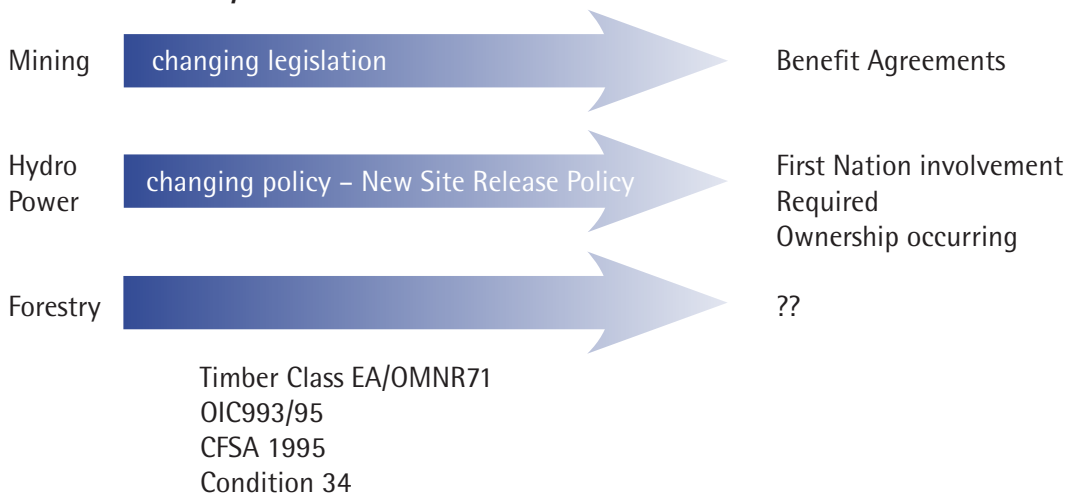 Mining changing legislation Benefit Agreements
Hydro
Power
changing policy – New Site Release Policy
First Nation involvement
Required
Ownership occurring
Forestry ??
Timber Class EA/OMNR71
OIC993/95
CFSA 1995
Condition 34